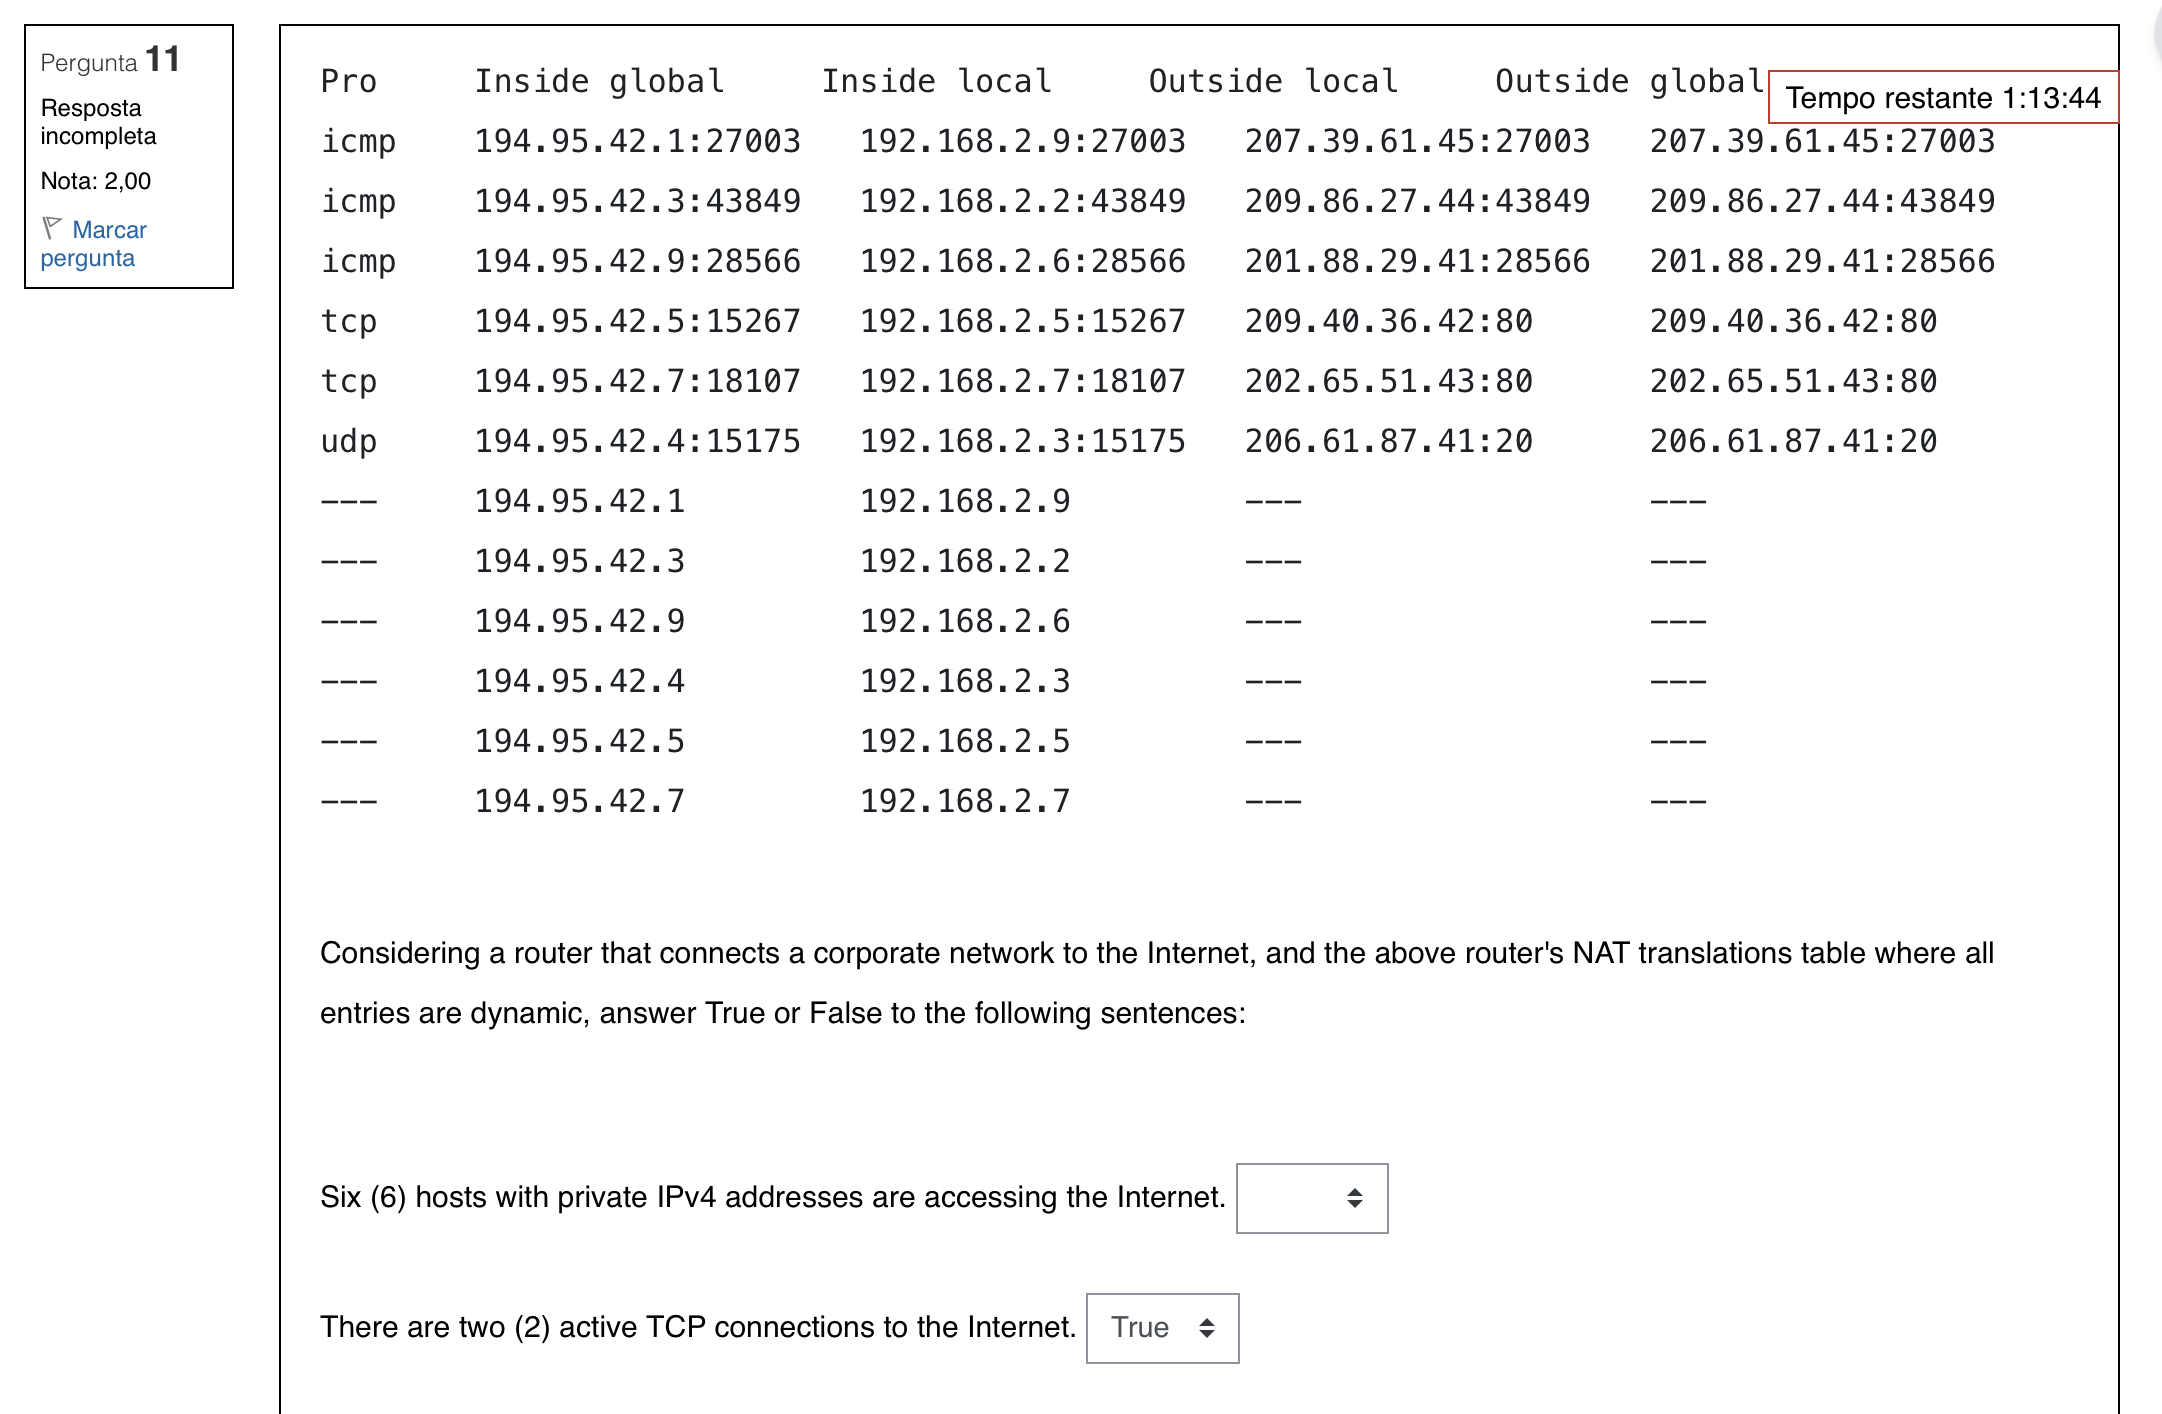 Pergunta 11
Resposta
incompleta
Nota: 2,00
Marcar
pergunta
Tempo restante 1:13:44
Pro Inside global Inside local Outside local Outside global
icmp 194.95.42.1:27003 192.168.2.9:27003 207.39.61.45:27003 207.39.61.45:27003
icmp 194.95.42.3:43849 192.168.2.2:43849 209.86.27.44:43849 209.86.27.44:43849
icmp 194.95.42.9:28566 192.168.2.6:28566 201.88.29.41:28566 201.88.29.41:28566
tcp 194.95.42.5:15267 192.168.2.5:15267 209.40.36.42:80 209.40.36.42:80
tcp 194.95.42.7:18107 192.168.2.7:18107 202.65.51.43:80 202.65.51.43:80
udp 194.95.42.4:15175 192.168.2.3:15175 206.61.87.41:20 206.61.87.41:20
--- 194.95.42.1 192.168.2.9 --- ---
--- 194.95.42.3 192.168.2.2 --- ---
--- 194.95.42.9 192.168.2.6 --- ---
--- 194.95.42.4 192.168.2.3 --- ---
--- 194.95.42.5 192.168.2.5 --- ---
--- 194.95.42.7 192.168.2.7 --- ---
Considering a router that connects a corporate network to the Internet, and the above router's NAT translations table where all
entries are dynamic, answer True or False to the following sentences:
Six (6) hosts with private IPv4 addresses are accessing the Internet.
There are two (2) active TCP connections to the Internet. True